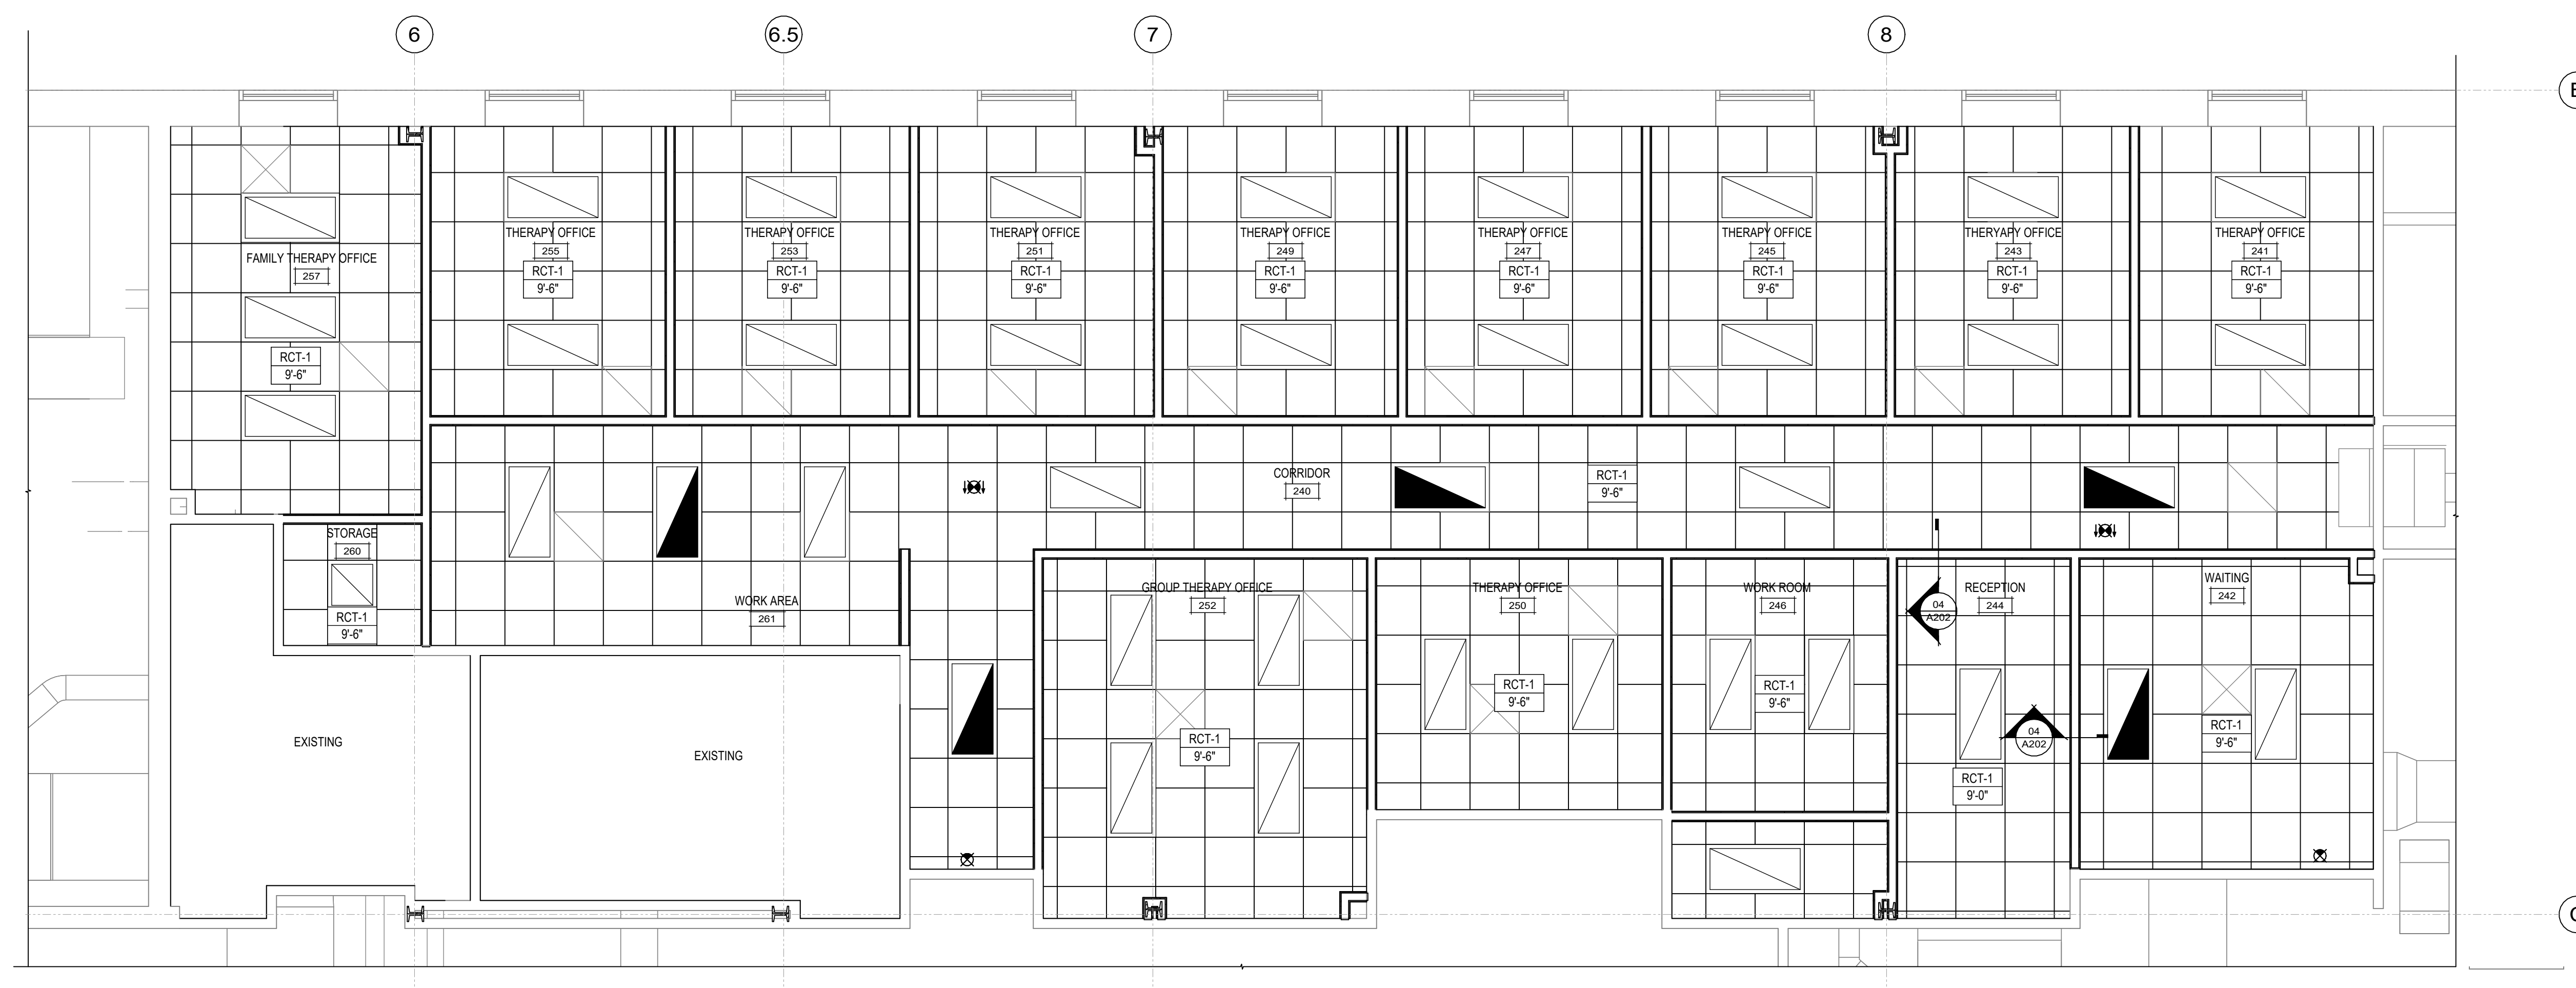 6
6.5
7
8
THERAPY OFFICE
255
RCT-1
9'-6"
THERAPY OFFICE
253
RCT-1
9'-6"
THERAPY OFFICE
251
RCT-1
9'-6"
THERAPY OFFICE
249
RCT-1
9'-6"
THERAPY OFFICE
247
RCT-1
9'-6"
THERAPY OFFICE
245
RCT-1
9'-6"
THERYAPY OFFICE
243
RCT-1
9'-6"
THERAPY OFFICE
241
RCT-1
9'-6"
FAMILY THERAPY OFFICE
257
RCT-1
9'-6"
CORRIDOR
240
RCT-1
9'-6"
STORAGE
260
RCT-1
9'-6"
WORK AREA
261
GROUP THERAPY OFFICE
252
RCT-1
9'-6"
THERAPY OFFICE
250
RCT-1
9'-6"
WORK ROOM
246
RCT-1
9'-6"
04
A202
RECEPTION
244
04
A202
RCT-1
9'-0"
WAITING
242
RCT-1
9'-6"
EXISTING
EXISTING